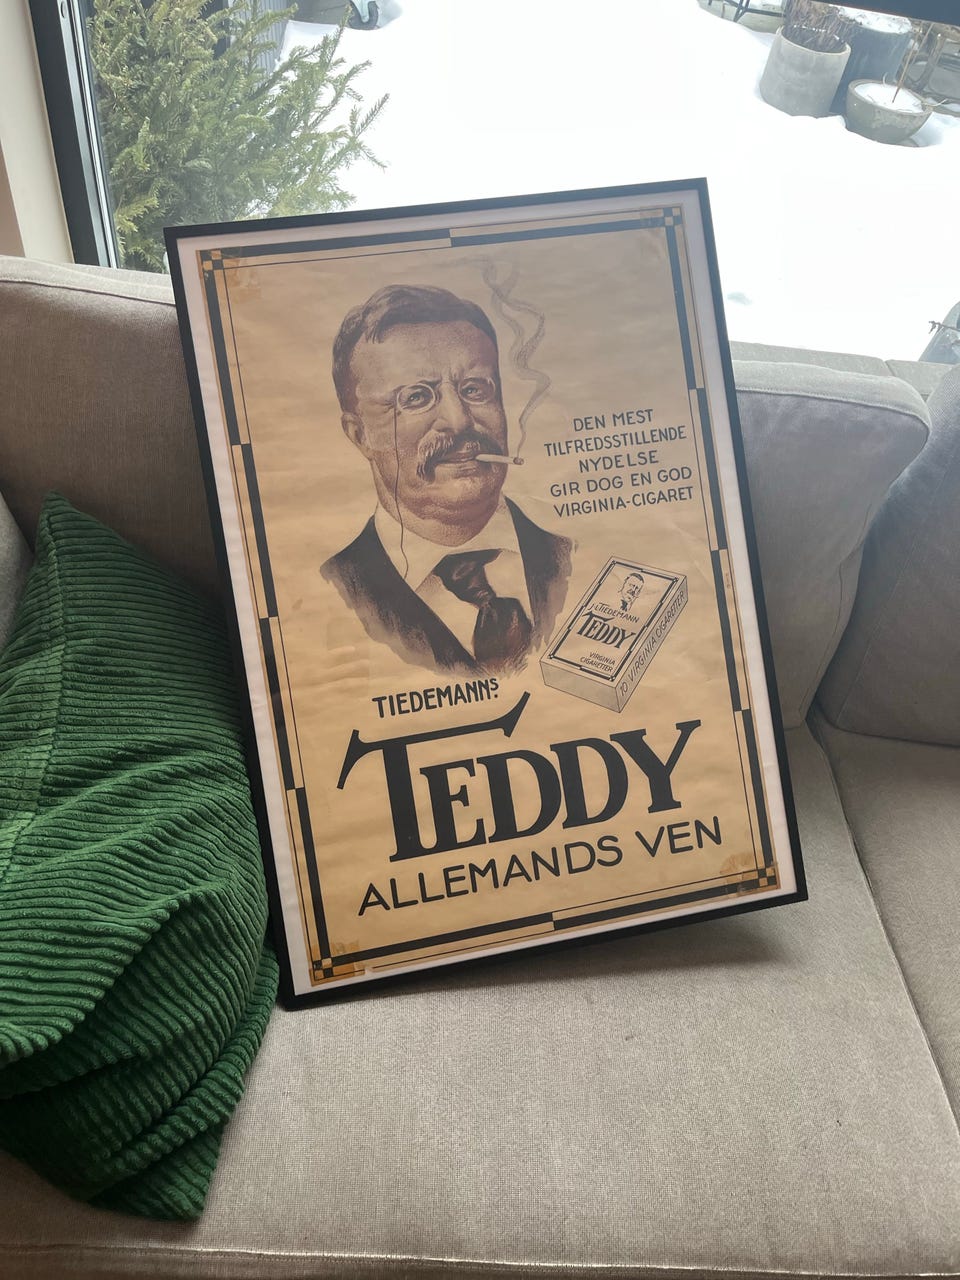 DEN MEST
TILFREDSSTILLENDE
NYDELSE
GIR DOG EN GOD
VIRGINIA-CIGARET
J.L.TIEDEMANN
TEDDY
VIRGINIA
CIGARETTER
10 VIRGINIA CIGARETTER
TIEDEMANNS
TEDDY
ALLEMANDS VEN